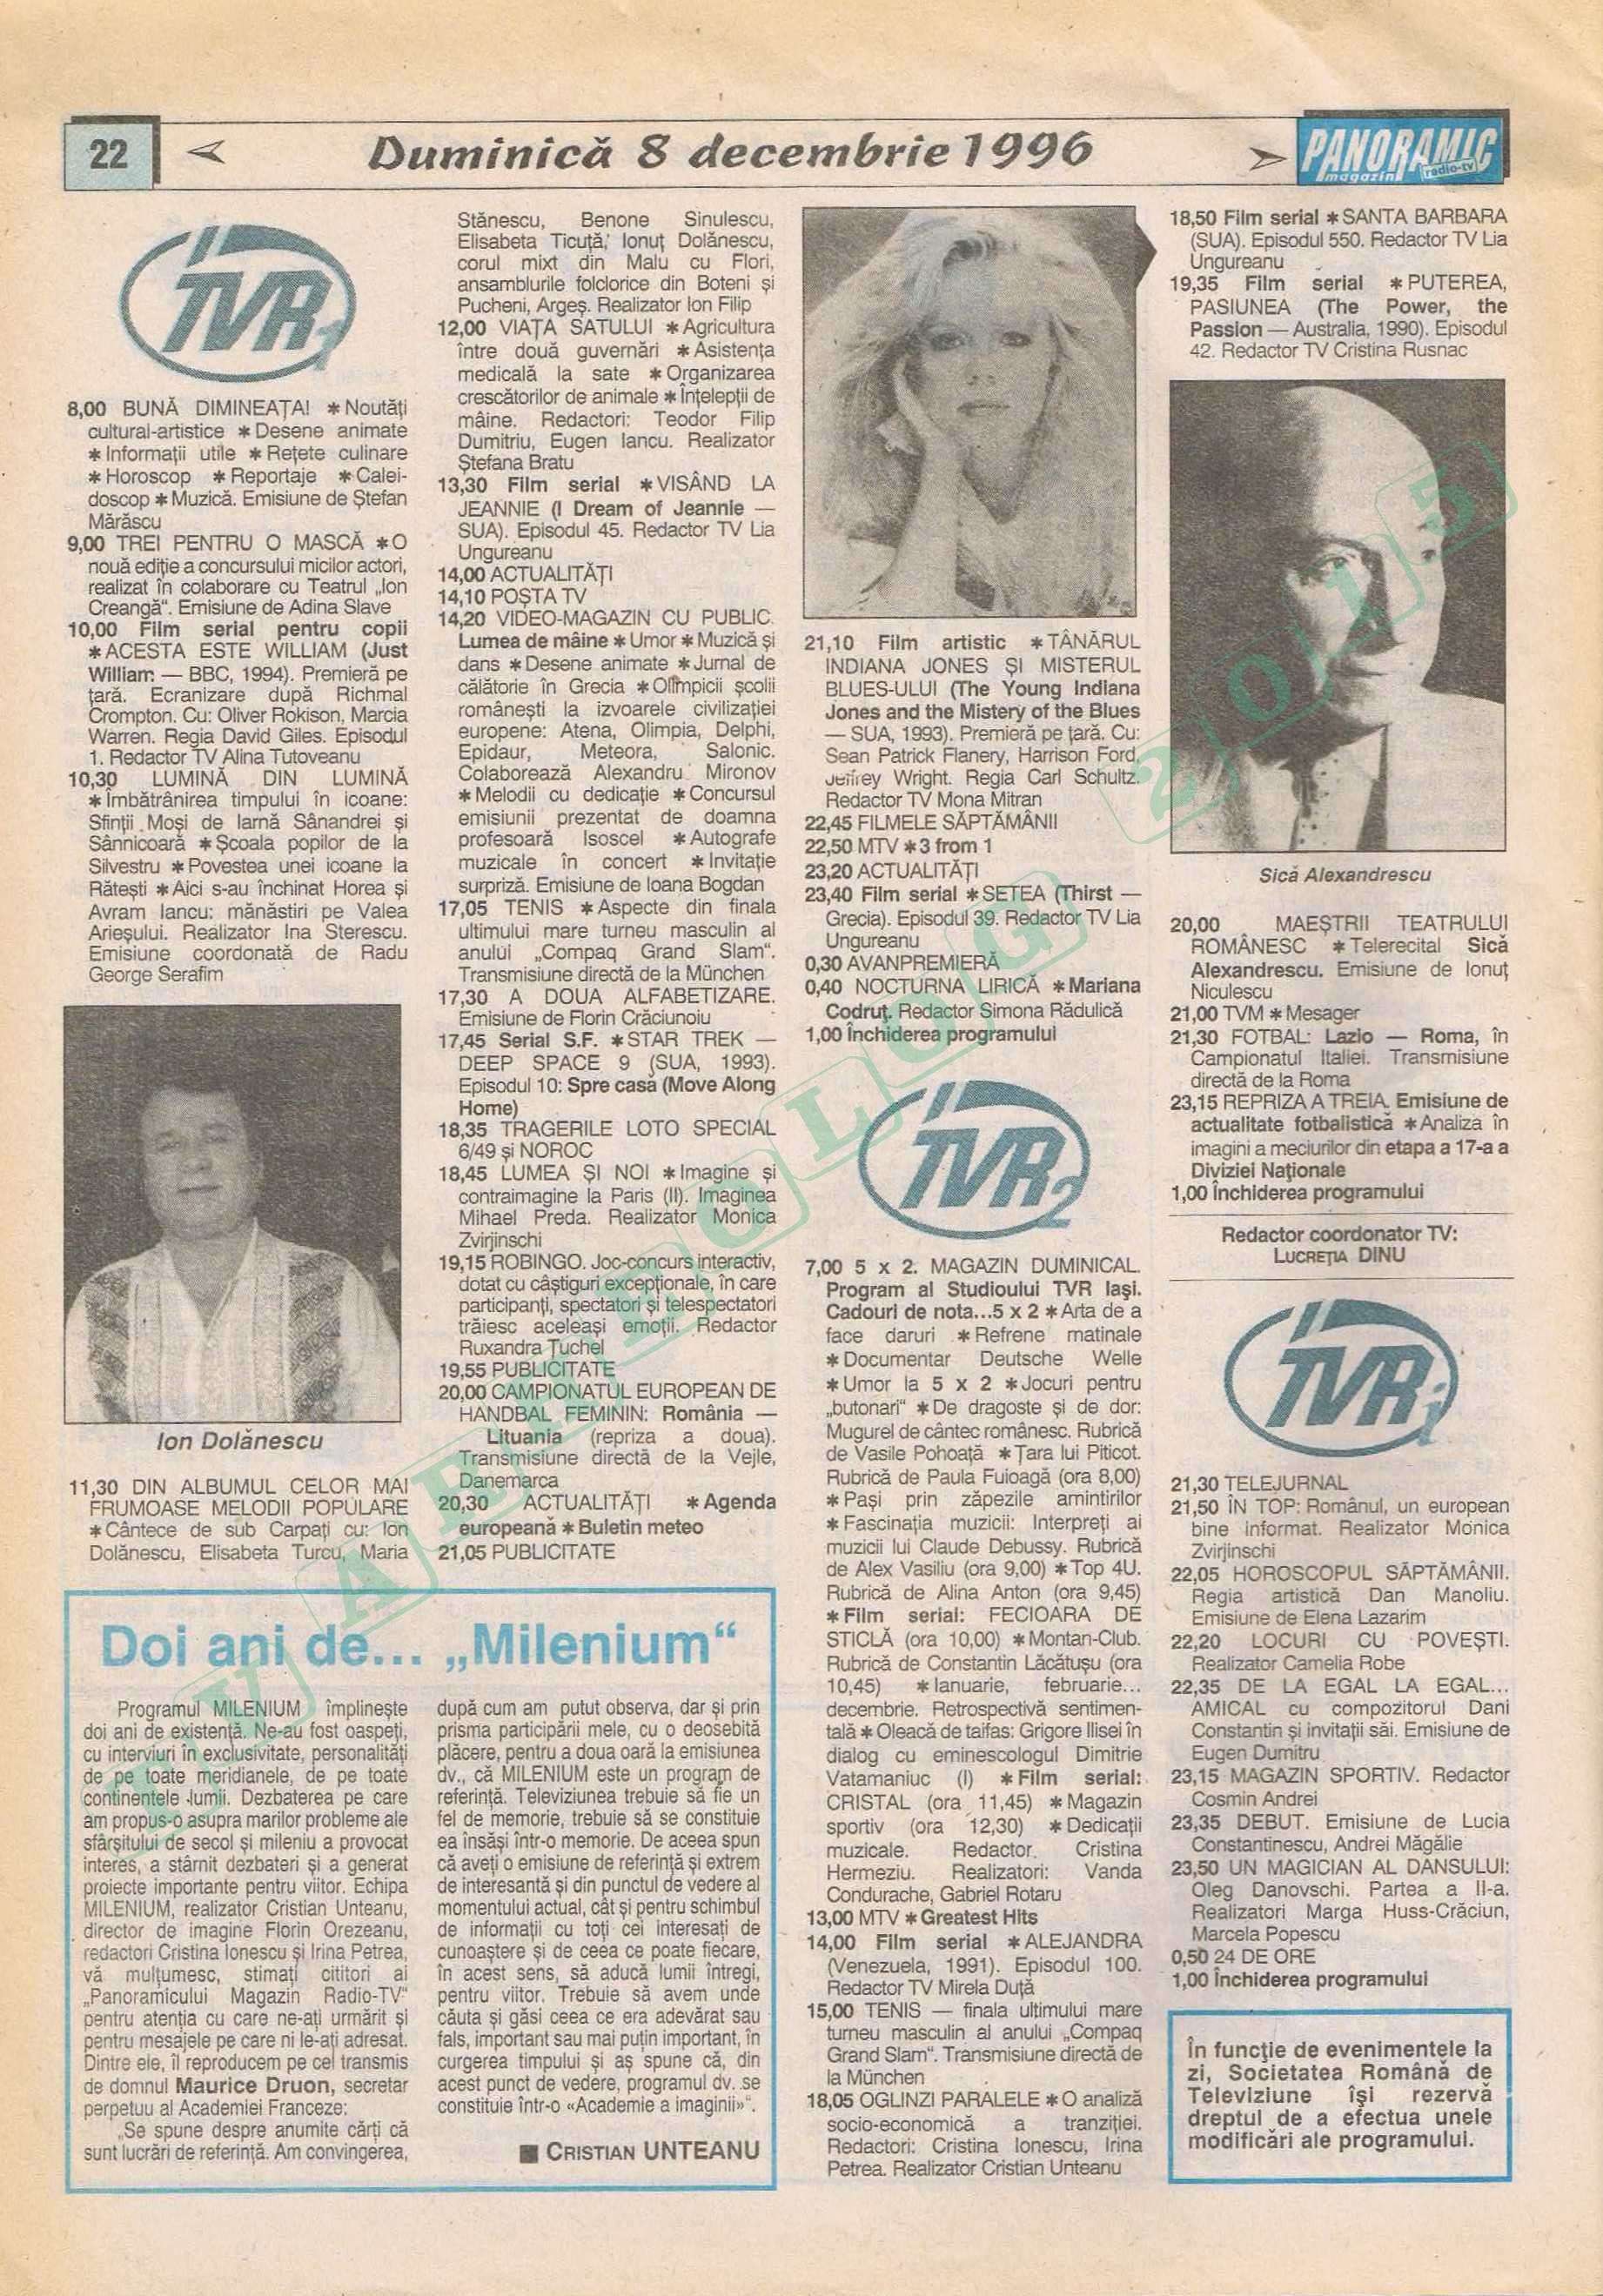 22
Duminică 8 decembrie 1996
PANORAMIC
magazin
radio-tv
TVR 1
8,00 BUNĂ DIMINEAȚA! *Noutăți
cultural-artistice *Desene animate
*Informații utile *Rețete culinare
*Horoscop *Reportaje *Calei-
doscop *Muzică. Emisiune de Ștefan
Mărăscu
9,00 TREI PENTRU O MASCĂ *O
nouă ediție a concursului micilor actori,
realizat în colaborare cu Teatrul „Ion
Creangă“. Emisiune de Adina Slave
10,00 Film serial pentru copii
*ACESTA ESTE WILLIAM (Just
William — BBC, 1994). Premieră pe
țară. Ecranizare după Richmal
Crompton. Cu: Oliver Rokison, Marcia
Warren. Regia David Giles. Episodul
1. Redactor TV Alina Tutoveanu
10,30 LUMINĂ DIN LUMINĂ
*Îmbătrânirea timpului în icoane:
Sfinții Moși de Iarnă Sânandrei și
Sânnicoară *Școala popilor de la
Silvestru *Povestea unei icoane la
Rătești *Aici s-au închinat Horea și
Avram Iancu: mănăstiri pe Valea
Arieșului. Realizator Ina Sterescu.
Emisiune coordonată de Radu
George Serafim
Ion Dolănescu
11,30 DIN ALBUMUL CELOR MAI
FRUMOASE MELODII POPULARE
*Cântece de sub Carpați cu: Ion
Dolănescu, Elisabeta Turcu, Maria
Stănescu, Benone Sinulescu,
Elisabeta Ticuță, Ionuț Dolănescu,
corul mixt din Malu cu Flori,
ansamblurile folclorice din Boteni și
Pucheni, Argeș. Realizator Ion Filip
12,00 VIAȚA SATULUI *Agricultura
între două guvernări *Asistența
medicală la sate *Organizarea
crescătorilor de animale *Înțelepții de
mâine. Redactori: Teodor Filip
Dumitriu, Eugen Iancu. Realizator
Ștefana Bratu
13,30 Film serial *VISÂND LA
JEANNIE (I Dream of Jeannie —
SUA). Episodul 45. Redactor TV Lia
Ungureanu
14,00 ACTUALITĂȚI
14,10 POȘTA TV
14,20 VIDEO-MAGAZIN CU PUBLIC.
Lumea de mâine *Umor *Muzică și
dans *Desene animate *Jurnal de
călătorie în Grecia *Olimpicii școlii
românești la izvoarele civilizației
europene: Atena, Olimpia, Delphi,
Epidaur, Meteora, Salonic.
Colaborează Alexandru Mironov
*Melodii cu dedicație *Concursul
emisiunii prezentat de doamna
profesoară Isoscel *Autografe
muzicale în concert *Invitație
surpriză. Emisiune de Ioana Bogdan
17,05 TENIS *Aspecte din finala
ultimului mare turneu masculin al
anului „Compaq Grand Slam“.
Transmisiune directă de la München
17,30 A DOUA ALFABETIZARE.
Emisiune de Florin Crăciunoiu
17,45 Serial S.F. *STAR TREK —
DEEP SPACE 9 (SUA, 1993).
Episodul 10: Spre casă (Move Along
Home)
18,35 TRAGERILE LOTO SPECIAL
6/49 și NOROC
18,45 LUMEA ȘI NOI *Imagine și
contraimagine la Paris (II). Imaginea
Mihael Preda. Realizator Monica
Zvirjinschi
19,15 ROBINGO. Joc-concurs interactiv,
dotat cu câștiguri excepționale, în care
participanți, spectatori și telespectatori
trăiesc aceleași emoții. Redactor
Ruxandra Țuchel
19,55 PUBLICITATE
20,00 CAMPIONATUL EUROPEAN DE
HANDBAL FEMININ: România —
Lituania (repriza a doua).
Transmisiune directă de la Vejle,
Danemarca
20,30 ACTUALITĂȚI *Agenda
europeană *Buletin meteo
21,05 PUBLICITATE
21,10 Film artistic *TÂNĂRUL
INDIANA JONES ȘI MISTERUL
BLUES-ULUI (The Young Indiana
Jones and the Mistery of the Blues
— SUA, 1993). Premieră pe țară. Cu:
Sean Patrick Flanery, Harrison Ford,
Jeffrey Wright. Regia Carl Schultz.
Redactor TV Mona Mitran
22,45 FILMELE SĂPTĂMÂNII
22,50 MTV *3 from 1
23,20 ACTUALITĂȚI
23,40 Film serial *SETEA (Thirst —
Grecia). Episodul 39. Redactor TV Lia
Ungureanu
0,30 AVANPREMIERĂ
0,40 NOCTURNA LIRICĂ *Mariana
Codruț. Redactor Simona Rădulică
1,00 Închiderea programului
TVR 2
7,00 5 x 2. MAGAZIN DUMINICAL.
Program al Studioului TVR Iași.
Cadouri de nota...5 x 2 *Arta de a
face daruri *Refrene matinale
*Documentar Deutsche Welle
*Umor la 5 x 2 *Jocuri pentru
„butonari“ *De dragoste și de dor:
Mugurel de cântec românesc. Rubrică
de Vasile Pohoață *Țara lui Piticot.
Rubrică de Paula Fuioagă (ora 8,00)
*Pași prin zăpezile amintirilor
*Fascinația muzicii: Interpreți ai
muzicii lui Claude Debussy. Rubrică
de Alex Vasiliu (ora 9,00) *Top 4U.
Rubrică de Alina Anton (ora 9,45)
*Film serial: FECIOARA DE
STICLĂ (ora 10,00) *Montan-Club.
Rubrică de Constantin Lăcătușu (ora
10,45) *Ianuarie, februarie...
decembrie. Retrospectivă sentimen-
tală *Oleacă de taifas: Grigore Ilisei în
dialog cu eminescologul Dimitrie
Vatamaniuc (I) *Film serial:
CRISTAL (ora 11,45) *Magazin
sportiv (ora 12,30) *Dedicații
muzicale. Redactor Cristina
Hermeziu. Realizatori: Vanda
Condurache, Gabriel Rotaru
13,00 MTV *Greatest Hits
14,00 Film serial *ALEJANDRA
(Venezuela, 1991). Episodul 100.
Redactor TV Mirela Duță
15,00 TENIS — finala ultimului mare
turneu masculin al anului „Compaq
Grand Slam“. Transmisiune directă de
la München
18,05 OGLINZI PARALELE *O analiză
socio-economică a tranziției.
Redactori: Cristina Ionescu, Irina
Petrea. Realizator Cristian Unteanu
18,50 Film serial *SANTA BARBARA
(SUA). Episodul 550. Redactor TV Lia
Ungureanu
19,35 Film serial *PUTEREA,
PASIUNEA (The Power, the
Passion — Australia, 1990). Episodul
42. Redactor TV Cristina Rusnac
Sică Alexandrescu
20,00 MAEȘTRII TEATRULUI
ROMÂNESC *Telerecital Sică
Alexandrescu. Emisiune de Ionuț
Niculescu
21,00 TVM *Mesager
21,30 FOTBAL: Lazio — Roma, în
Campionatul Italiei. Transmisiune
directă de la Roma
23,15 REPRIZA A TREIA. Emisiune de
actualitate fotbalistică *Analiza în
imagini a meciurilor din etapa a 17-a a
Diviziei Naționale
1,00 Închiderea programului
Redactor coordonator TV:
LUCREȚIA DINU
TVR i
21,30 TELEJURNAL
21,50 ÎN TOP: Românul, un european
bine informat. Realizator Monica
Zvirjinschi
22,05 HOROSCOPUL SĂPTĂMÂNII.
Regia artistică Dan Manoliu.
Emisiune de Elena Lazarim
22,20 LOCURI CU POVEȘTI.
Realizator Camelia Robe
22,35 DE LA EGAL LA EGAL...
AMICAL cu compozitorul Dani
Constantin și invitații săi. Emisiune de
Eugen Dumitru
23,15 MAGAZIN SPORTIV. Redactor
Cosmin Andrei
23,35 DEBUT. Emisiune de Lucia
Constantinescu, Andrei Măgălie
23,50 UN MAGICIAN AL DANSULUI:
Oleg Danovschi. Partea a II-a.
Realizatori Marga Huss-Crăciun,
Marcela Popescu
0,50 24 DE ORE
1,00 Închiderea programului
În funcție de evenimentele la
zi, Societatea Română de
Televiziune își rezervă
dreptul de a efectua unele
modificări ale programului.
Doi ani de... „Milenium“
Programul MILENIUM împlinește
doi ani de existență. Ne-au fost oaspeți,
cu interviuri în exclusivitate, personalități
de pe toate meridianele, de pe toate
continentele lumii. Dezbaterea pe care
am propus-o asupra marilor probleme ale
sfârșitului de secol și mileniu a provocat
interes, a stârnit dezbateri și a generat
proiecte importante pentru viitor. Echipa
MILENIUM, realizator Cristian Unteanu,
director de imagine Florin Orezeanu,
redactori Cristina Ionescu și Irina Petrea,
vă mulțumesc, stimați cititori ai
„Panoramicului Magazin Radio-TV“
pentru atenția cu care ne-ați urmărit și
pentru mesajele pe care ni le-ați adresat.
Dintre ele, îl reproducem pe cel transmis
de domnul Maurice Druon, secretar
perpetuu al Academiei Franceze:
„Se spune despre anumite cărți că
sunt lucrări de referință. Am convingerea,
după cum am putut observa, dar și prin
prisma participării mele, cu o deosebită
plăcere, pentru a doua oară la emisiunea
dv., că MILENIUM este un program de
referință. Televiziunea trebuie să fie un
fel de memorie, trebuie să se constituie
ea însăși într-o memorie. De aceea spun
că aveți o emisiune de referință și extrem
de interesantă și din punctul de vedere al
momentului actual, cât și pentru schimbul
de informații cu toți cei interesați de
cunoaștere și de ceea ce poate fiecare,
în acest sens, să aducă lumii întregi,
pentru viitor. Trebuie să avem unde
căuta și găsi ceea ce era adevărat sau
fals, important sau mai puțin important, în
curgerea timpului și aș spune că, din
acest punct de vedere, programul dv. se
constituie într-o «Academie a imaginii»“.
■ CRISTIAN UNTEANU
TVARHEOLOG 2015